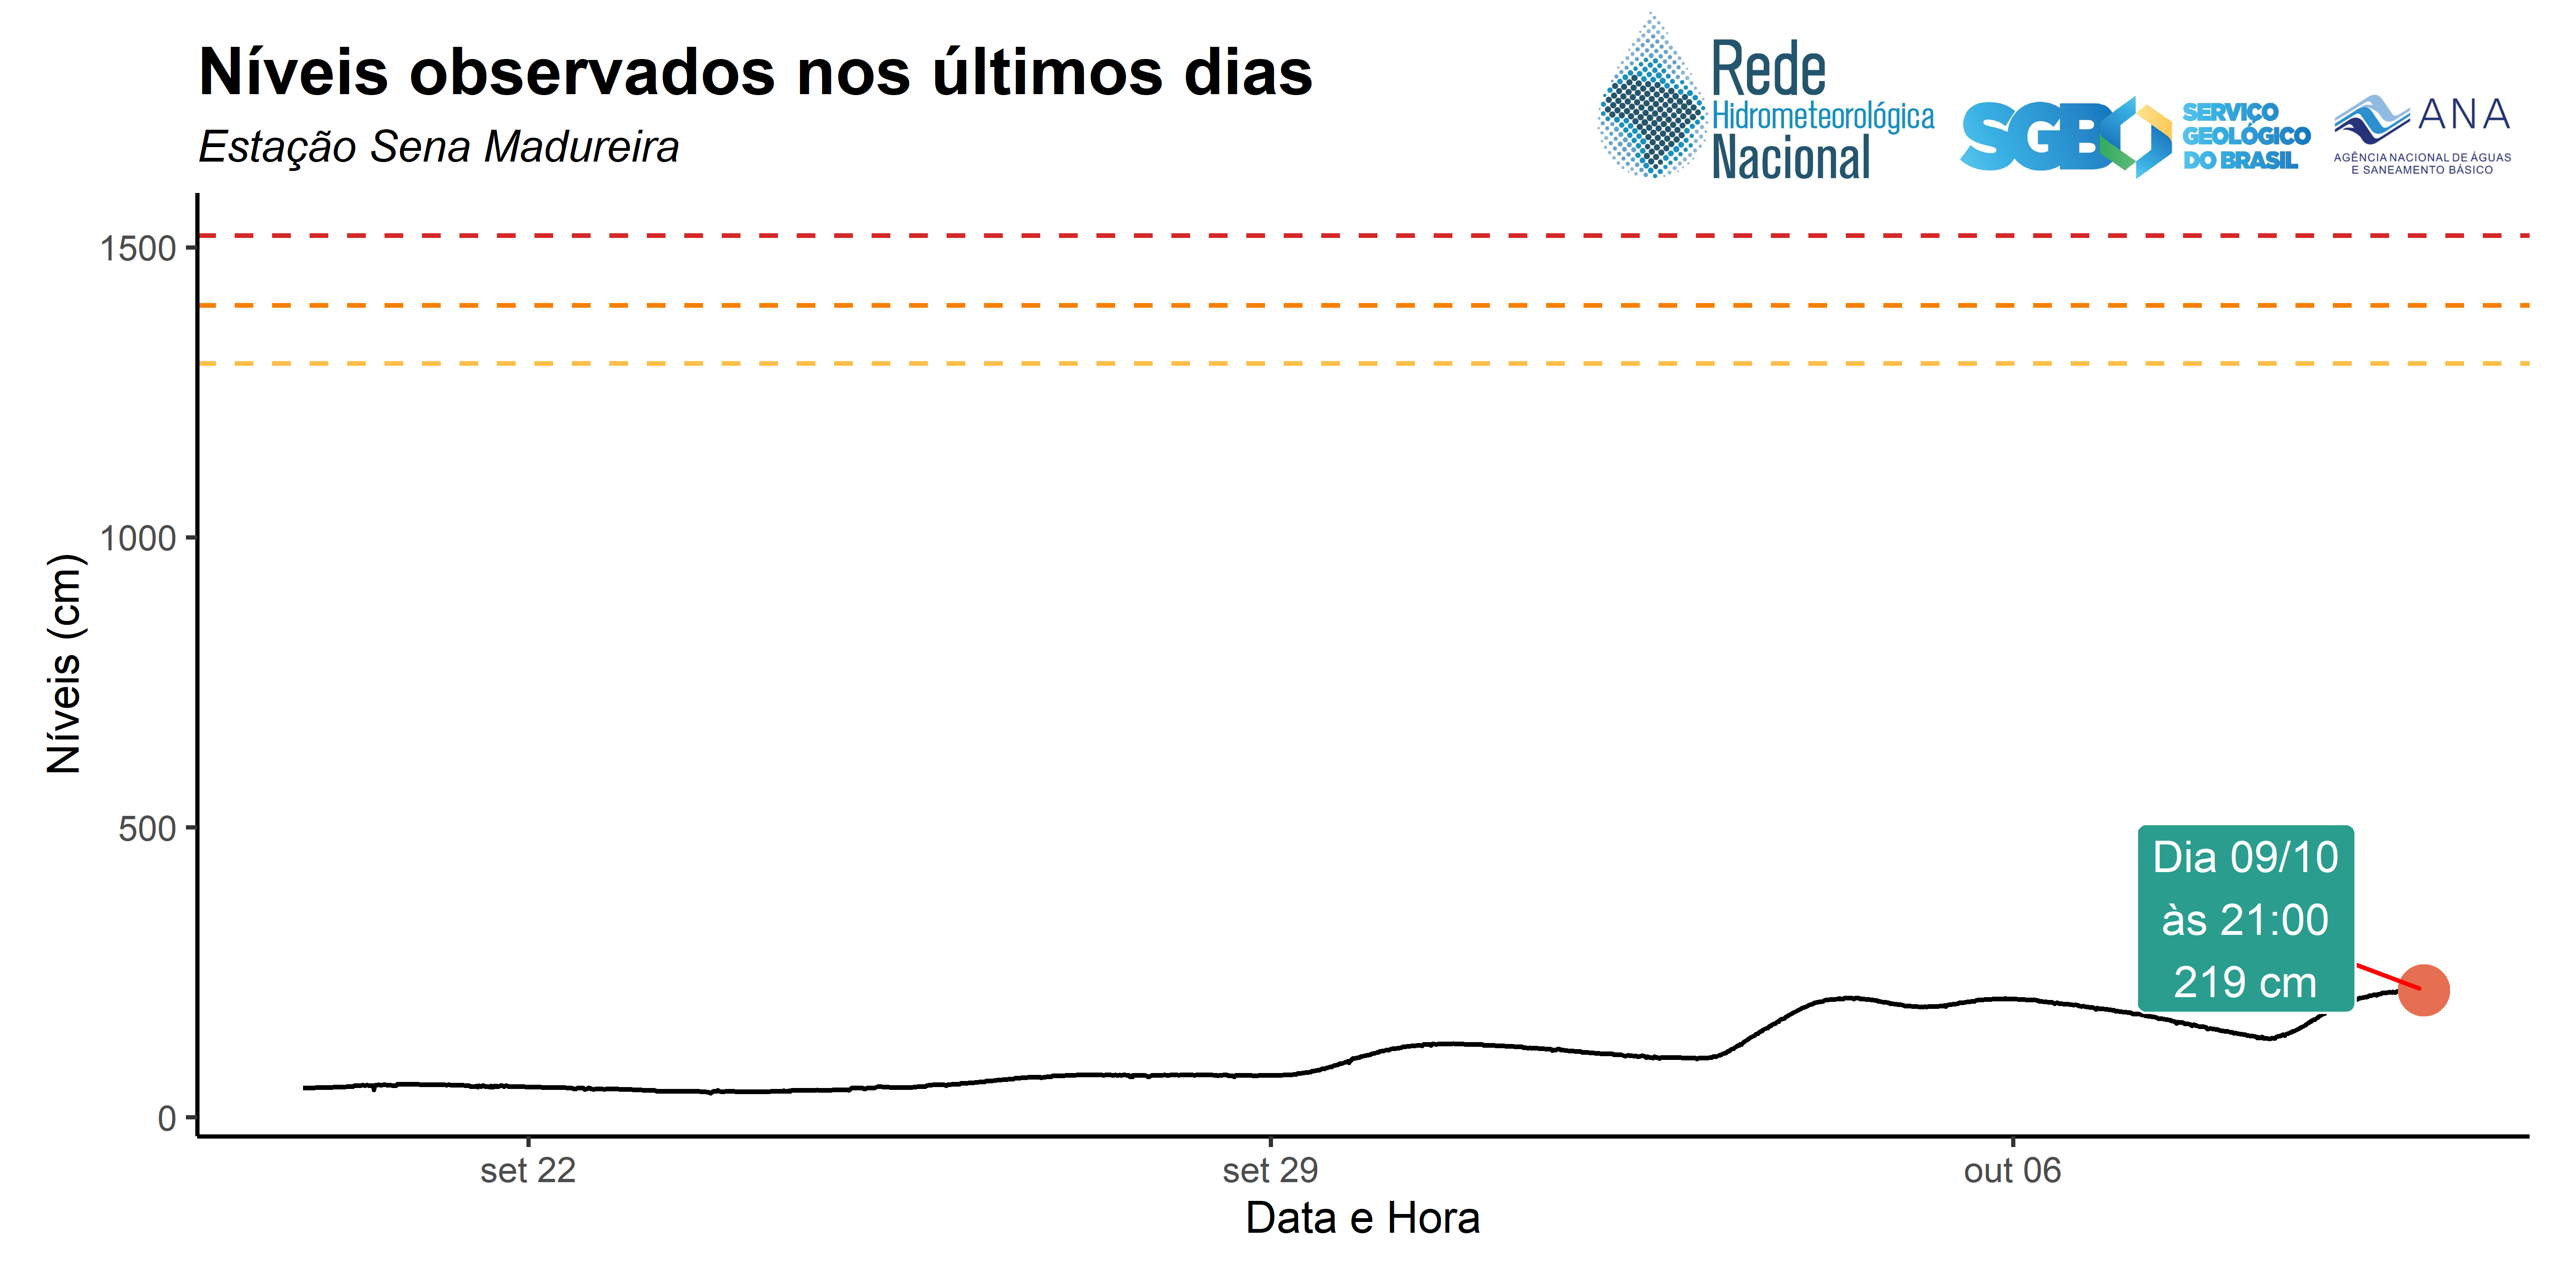 Níveis observados nos últimos dias
Estação Sena Madureira
Rede
Hidrometeorológica
Nacional
SGB
SERVIÇO
GEOLÓGICO
DO BRASIL
ANA
AGÊNCIA NACIONAL DE ÁGUAS
E SANEAMENTO BÁSICO
1500
1000
500
0
Níveis (cm)
Dia 09/10
às 21:00
219 cm
set 22
set 29
out 06
Data e Hora